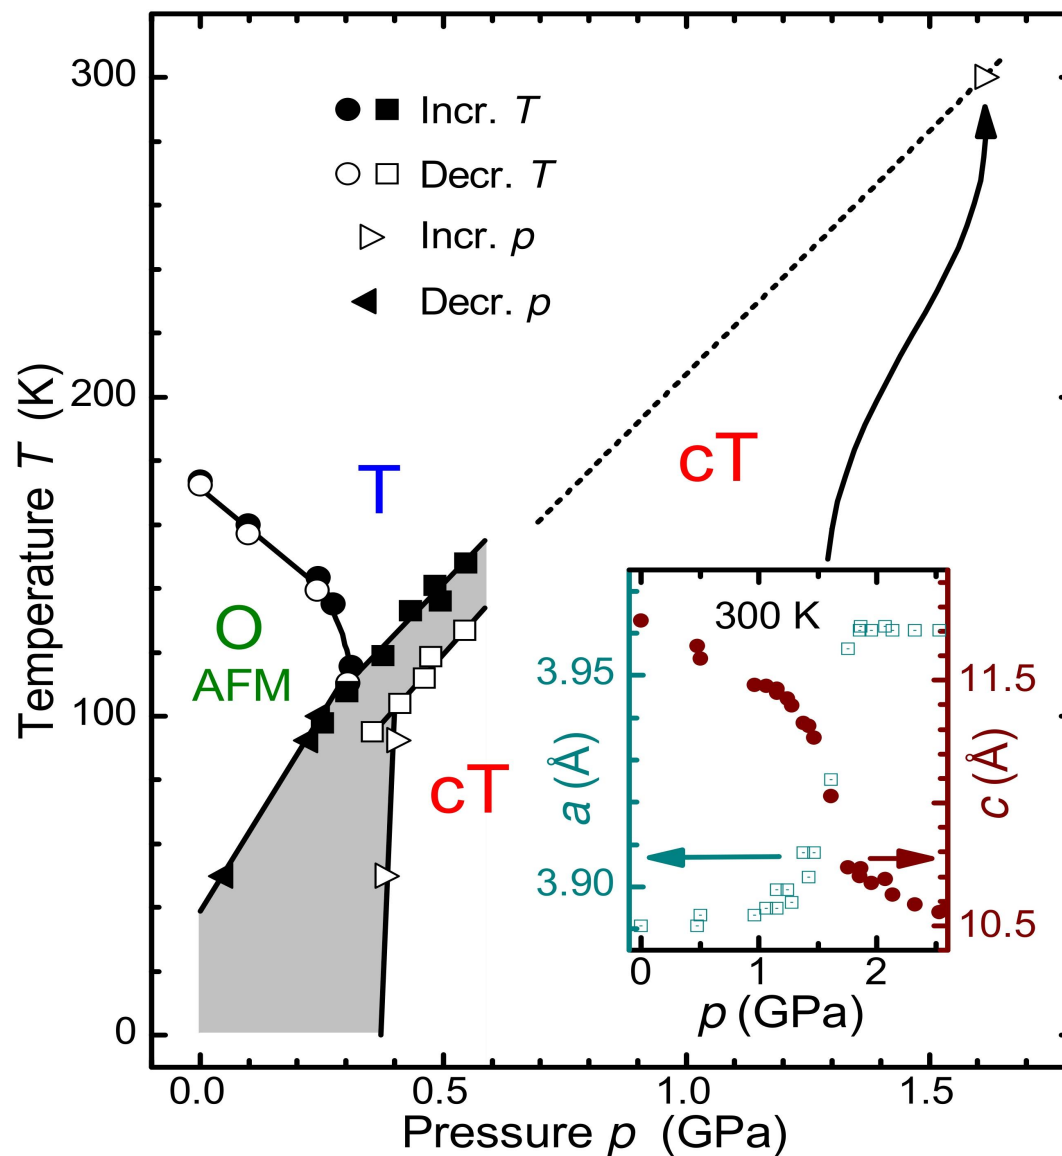 300
Incr. T
Decr. T
Incr. p
Decr. p
200
T
cT
O
AFM
100
cT
0
Temperature T (K)
0.0 0.5 1.0 1.5
Pressure p (GPa)
300 K
3.95
3.90
a (Å)
11.5
10.5
c (Å)
0 1 2
p (GPa)